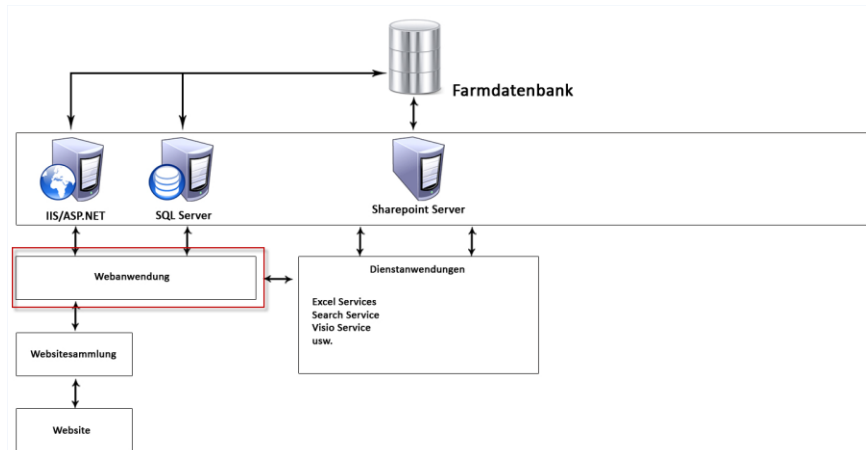 Farmdatenbank
IIS/ASP.NET
SQL Server
Sharepoint Server
Webanwendung
Dienstanwendungen
Excel Services
Search Service
Visio Service
usw.
Websitesammlung
Website